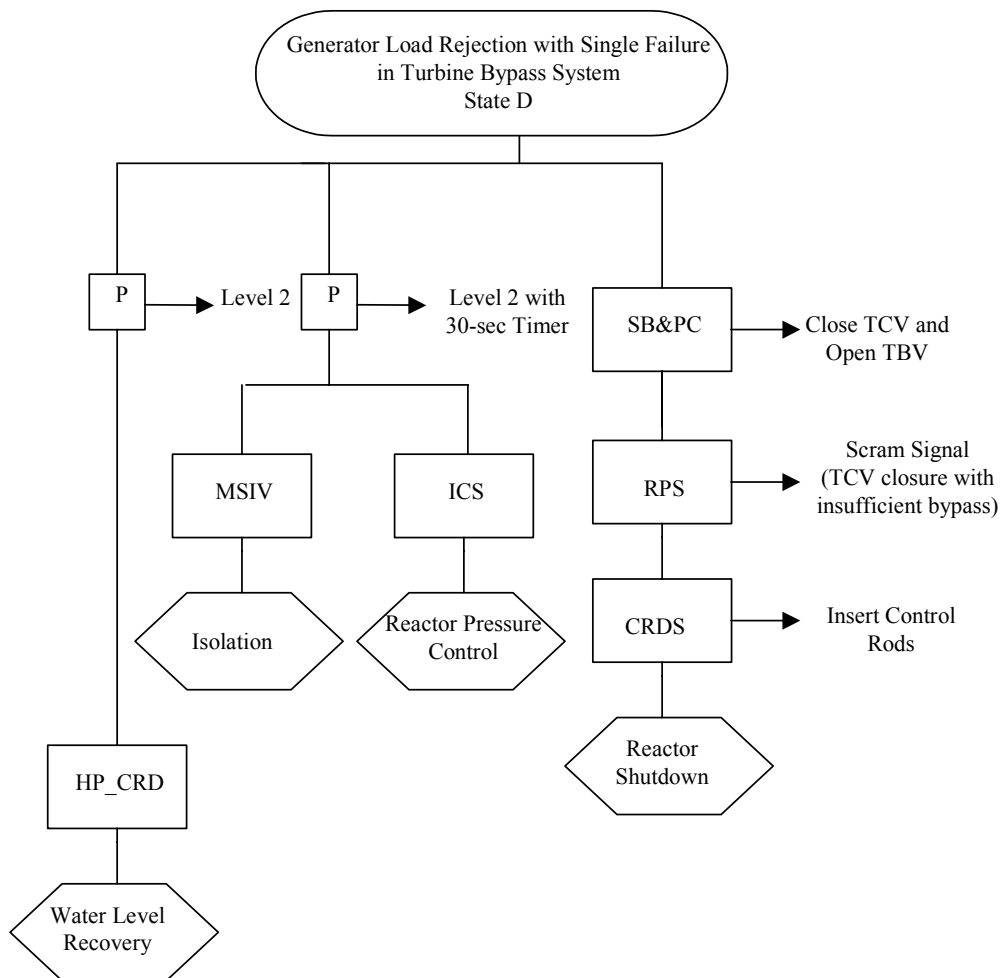 Generator Load Rejection with Single Failure
in Turbine Bypass System
State D
P
Level 2
P
Level 2 with
30-sec Timer
SB&PC
Close TCV and
Open TBV
MSIV
ICS
RPS
Scram Signal
(TCV closure with
insufficient bypass)
Isolation
Reactor Pressure
Control
CRDS
Insert Control
Rods
HP_CRD
Reactor
Shutdown
Water Level
Recovery